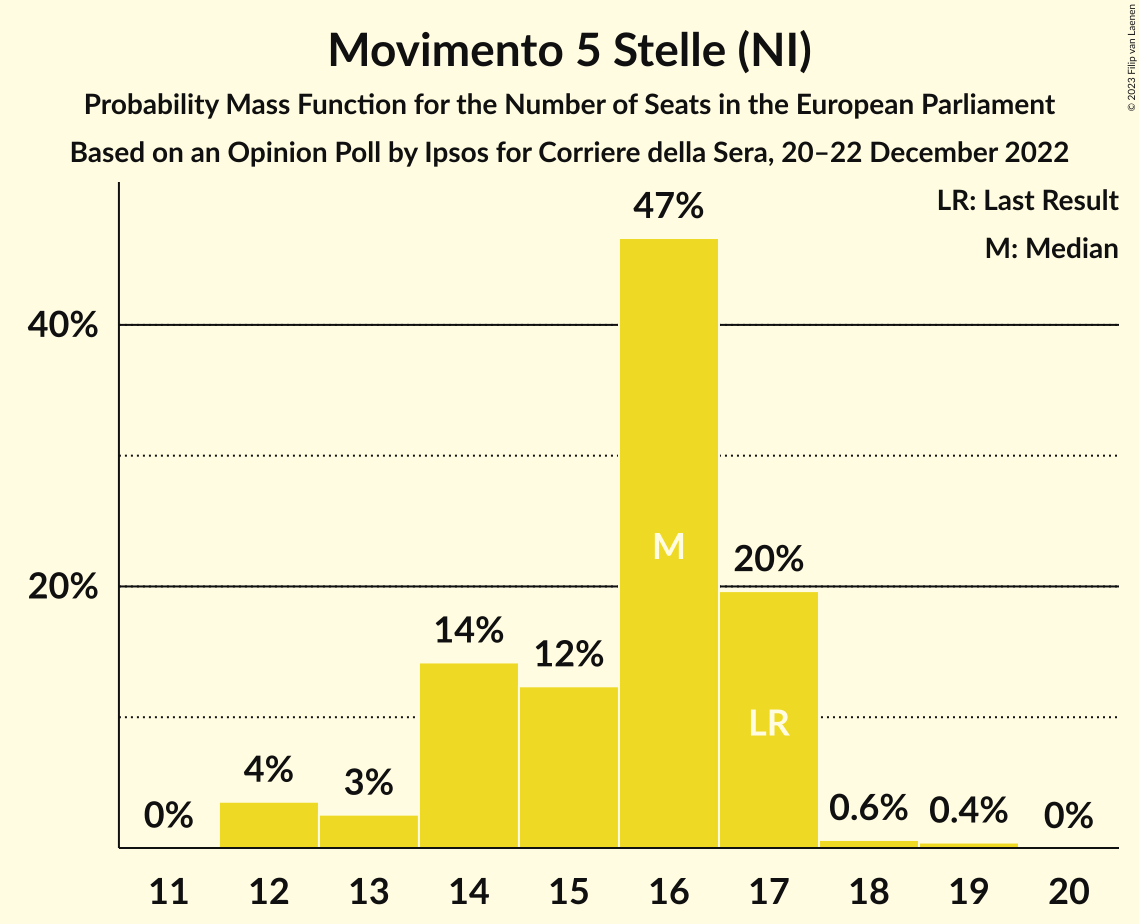 Movimento 5 Stelle (NI)
Probability Mass Function for the Number of Seats in the European Parliament
Based on an Opinion Poll by Ipsos for Corriere della Sera, 20–22 December 2022
© 2023 Filip van Laenen
LR: Last Result
M: Median
47%
40%
M
20%
20%
14%
12%
LR
4%
3%
0%
0.6%
0.4%
0%
11 12 13 14 15 16 17 18 19 20